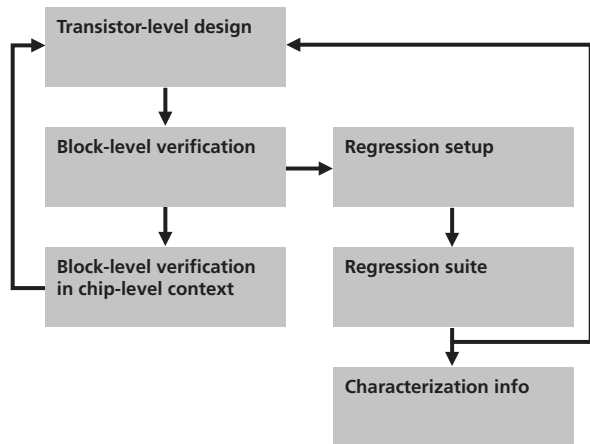 Transistor-level design
Block-level verification
Regression setup
Block-level verification
in chip-level context
Regression suite
Characterization info